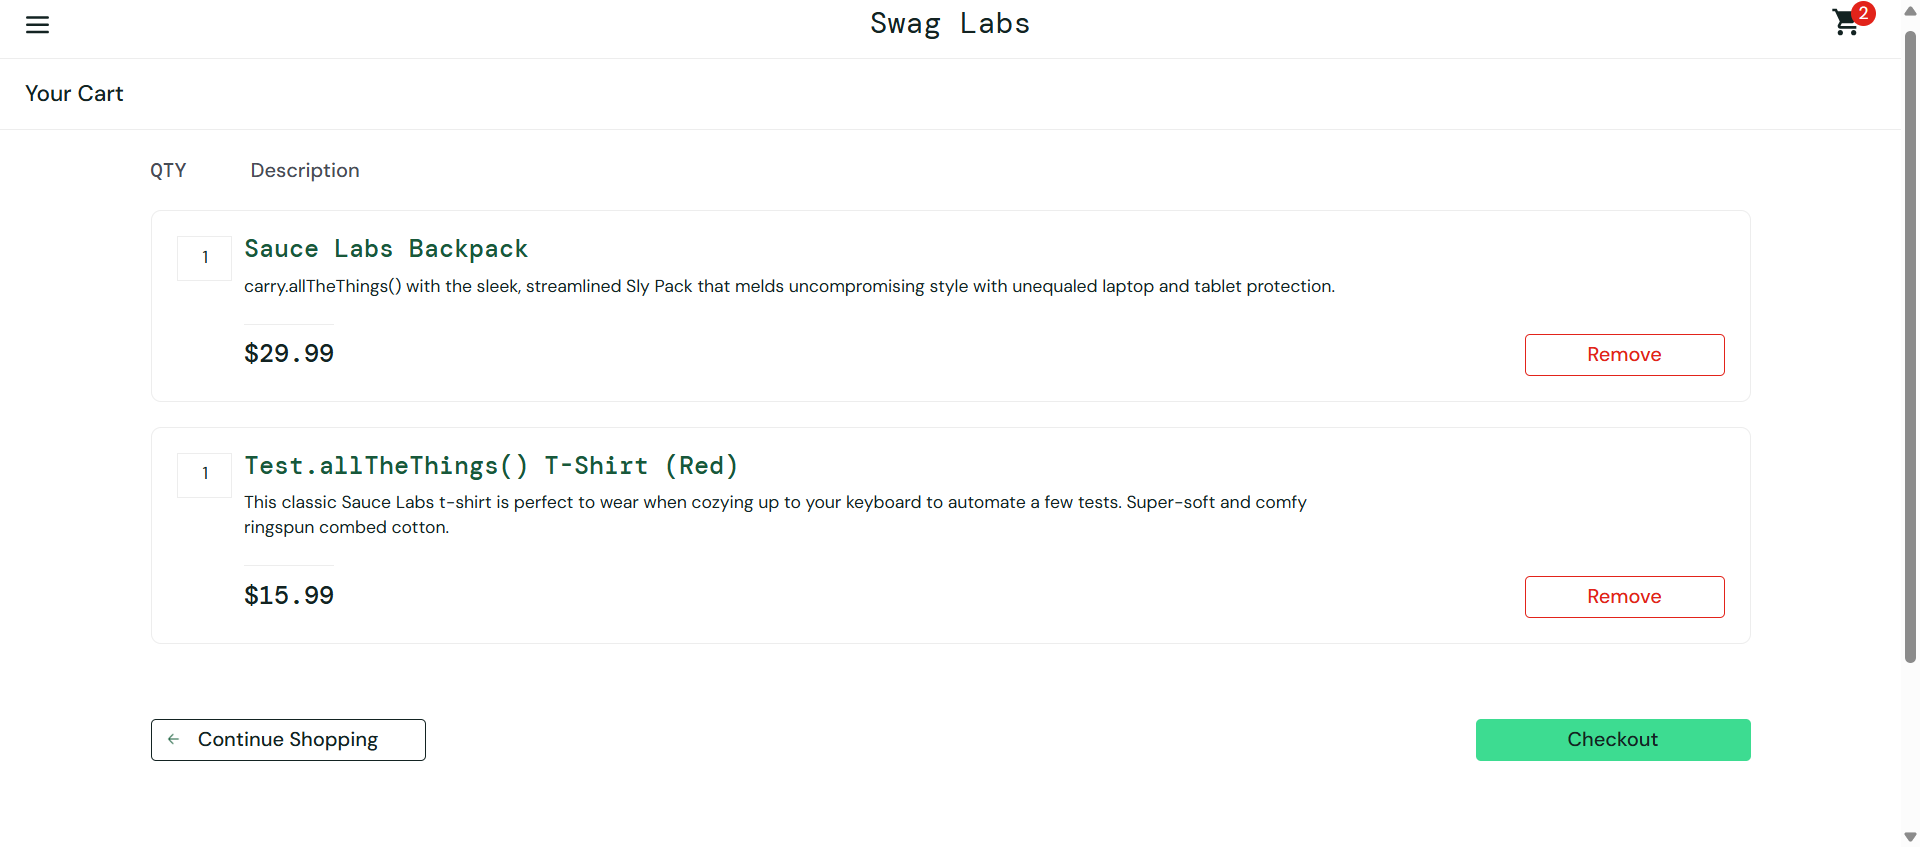 Swag Labs
2
Your Cart
QTY Description
1 Sauce Labs Backpack
carry.allTheThings() with the sleek, streamlined Sly Pack that melds uncompromising style with unequaled laptop and tablet protection.
$29.99
Remove
1 Test.allTheThings() T-Shirt (Red)
This classic Sauce Labs t-shirt is perfect to wear when cozying up to your keyboard to automate a few tests. Super-soft and comfy
ringspun combed cotton.
$15.99
Remove
Continue Shopping
Checkout